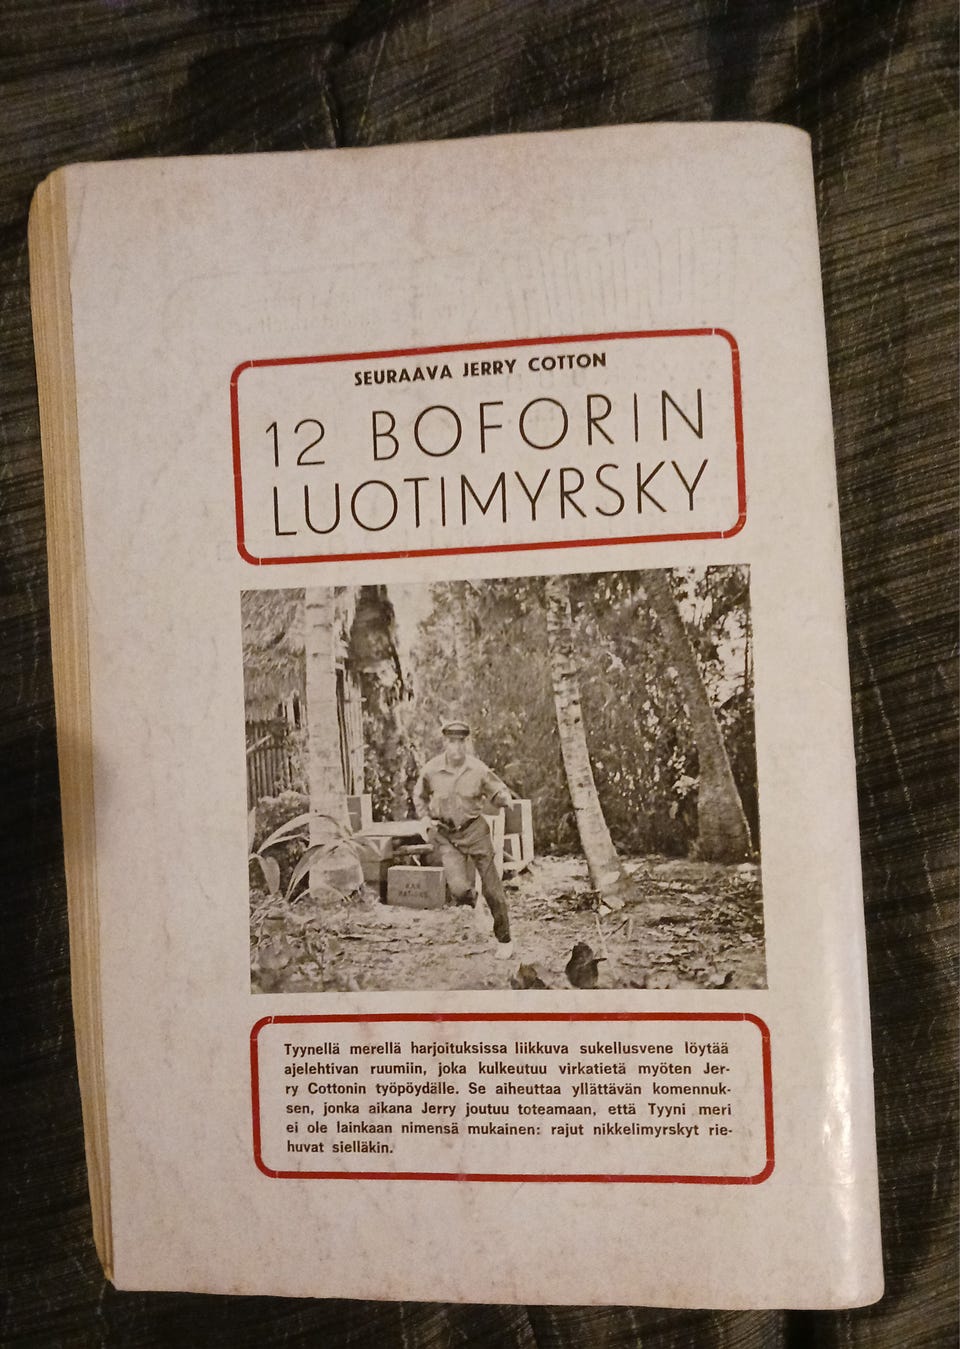 SEURAAVA JERRY COTTON
12 BOFORIN
LUOTIMYRSKY
Tyynellä merellä harjoituksissa liikkuva sukellusvene löytää
ajelehtivan ruumiin, joka kulkeutuu virkatietä myöten Jer-
ry Cottonin työpöydälle. Se aiheuttaa yllättävän komennuk-
sen, jonka aikana Jerry joutuu toteamaan, että Tyyni meri
ei ole lainkaan nimensä mukainen: rajut nikkelimyrskyt rie-
huvat sielläkin.